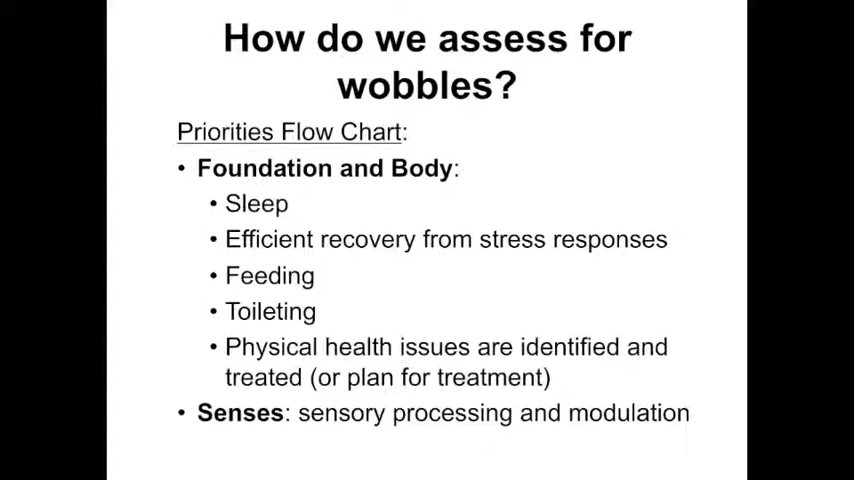 How do we assess for
wobbles?
Priorities Flow Chart:
• Foundation and Body:
• Sleep
• Efficient recovery from stress responses
• Feeding
• Toileting
• Physical health issues are identified and
treated (or plan for treatment)
• Senses: sensory processing and modulation